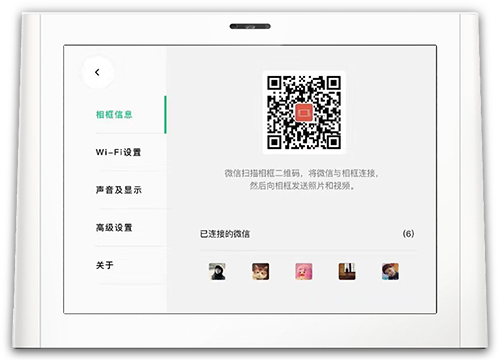 相框信息
Wi-Fi设置
声音及显示
高级设置
关于
微信扫描相框二维码，将微信与相框连接，
然后向相框发送照片和视频。
已连接的微信 (6)